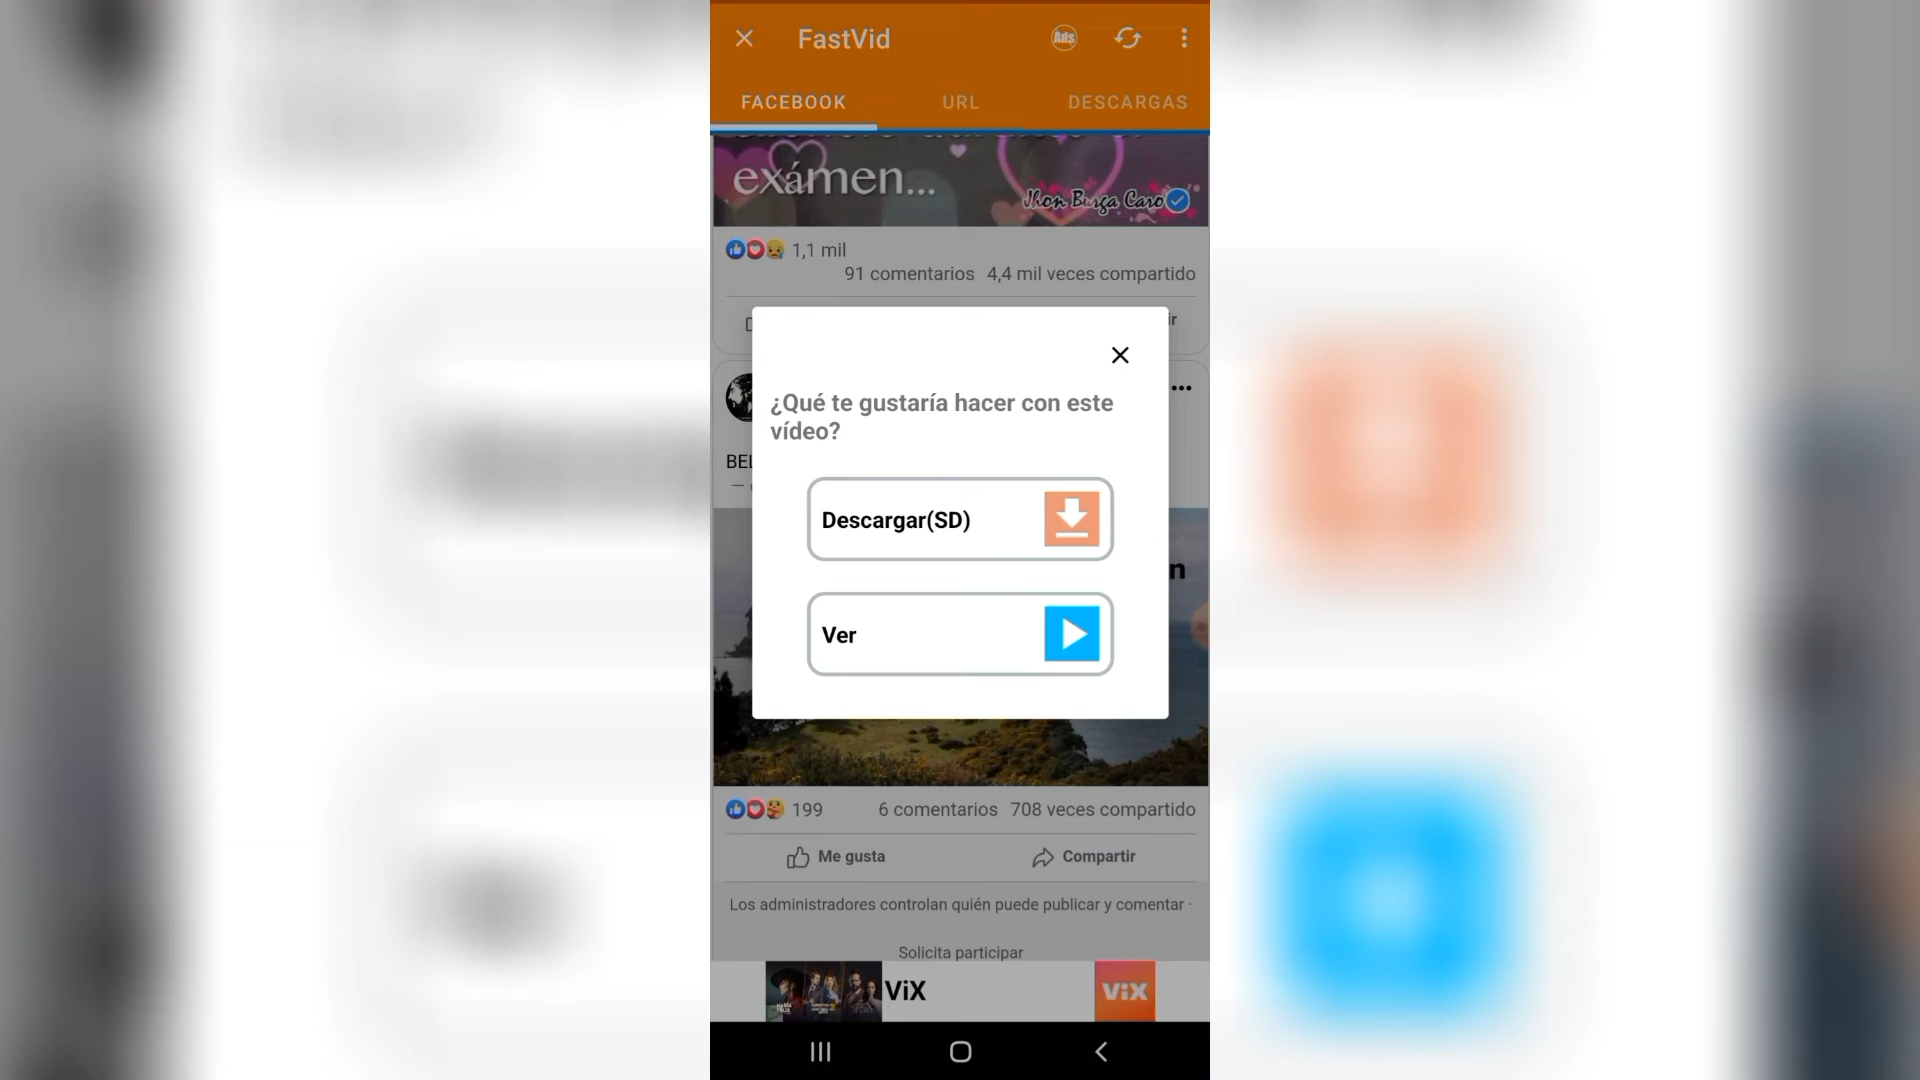 FastVid
Ads
FACEBOOK URL DESCARGAS
exámen...
Jhon Burga Caro
1,1 mil
91 comentarios 4,4 mil veces compartido
ir
¿Qué te gustaría hacer con este
vídeo?
BEL
Descargar(SD)
n
Ver
199 6 comentarios 708 veces compartido
Me gusta Compartir
Los administradores controlan quién puede publicar y comentar ·
Solicita participar
ViX
ViX